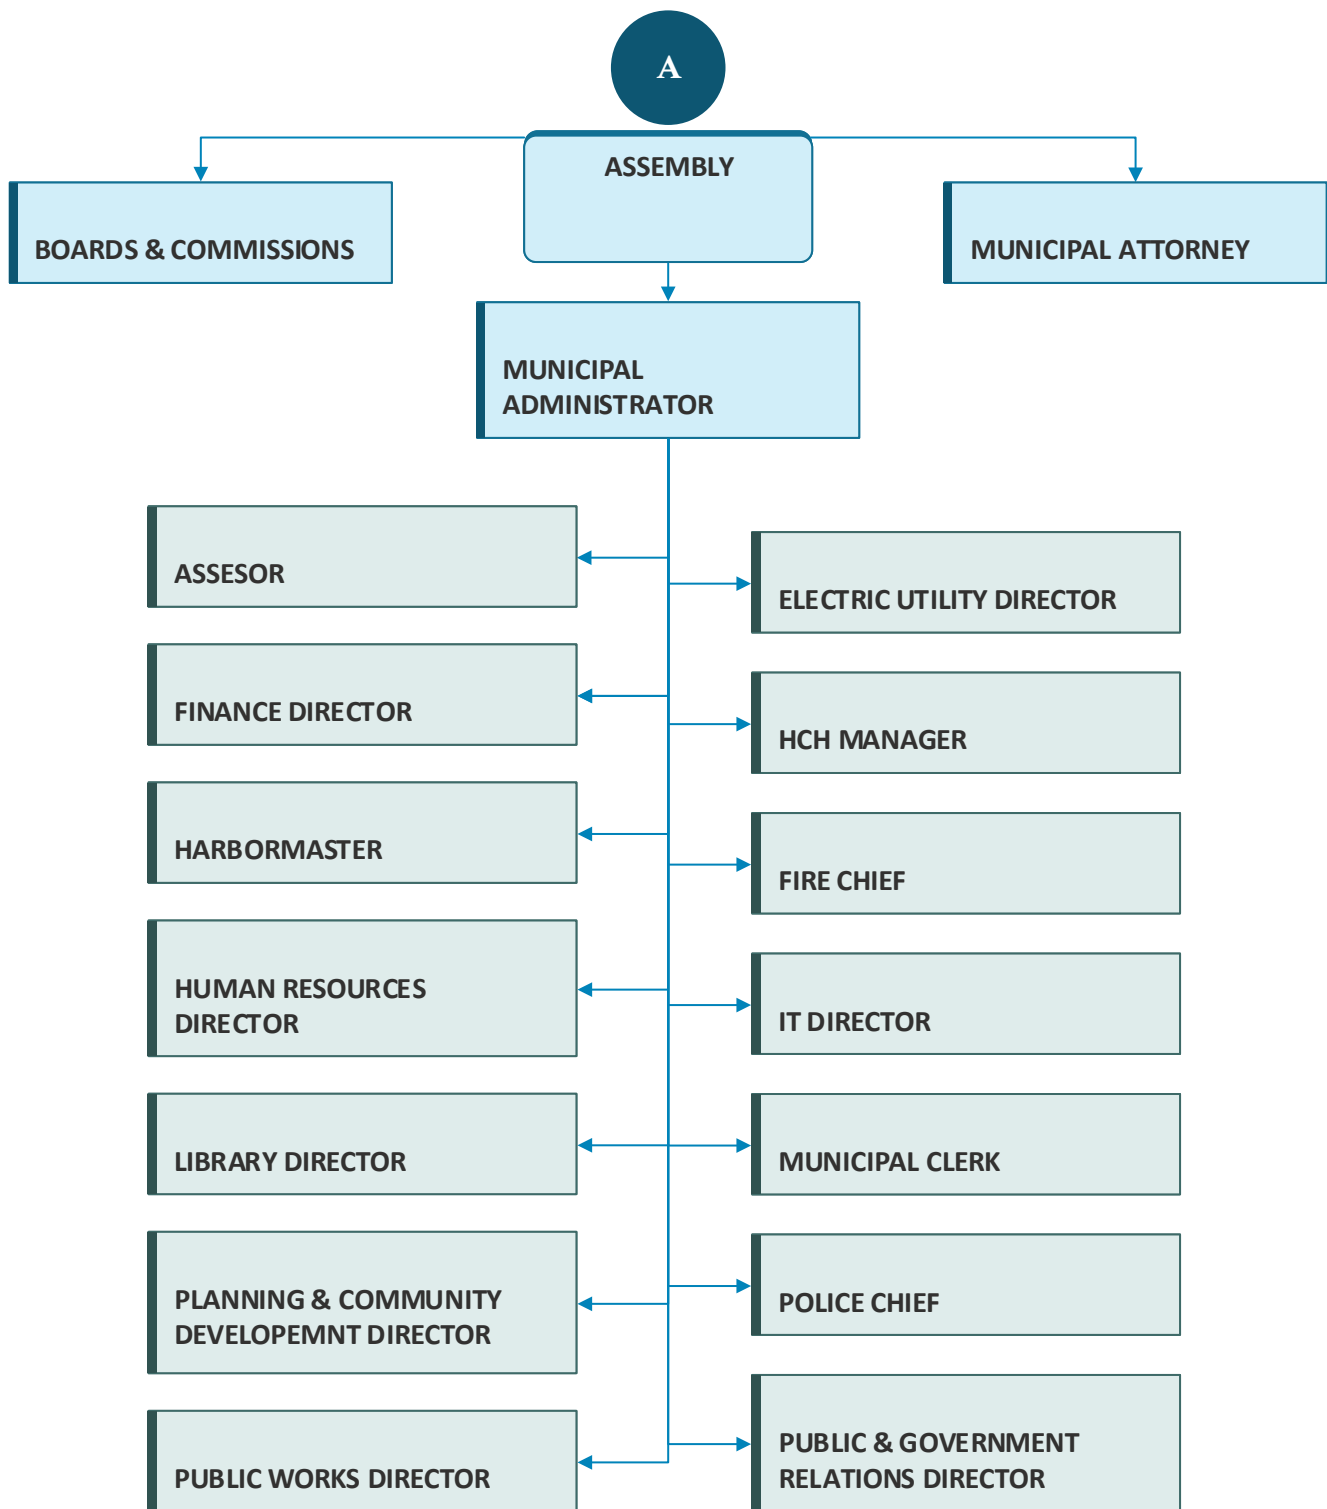 A
ASSEMBLY
BOARDS & COMMISSIONS
MUNICIPAL ATTORNEY
MUNICIPAL
ADMINISTRATOR
ASSESOR
ELECTRIC UTILITY DIRECTOR
FINANCE DIRECTOR
HCH MANAGER
HARBORMASTER
FIRE CHIEF
HUMAN RESOURCES
DIRECTOR
IT DIRECTOR
LIBRARY DIRECTOR
MUNICIPAL CLERK
PLANNING & COMMUNITY
DEVELOPEMNT DIRECTOR
POLICE CHIEF
PUBLIC WORKS DIRECTOR
PUBLIC & GOVERNMENT
RELATIONS DIRECTOR